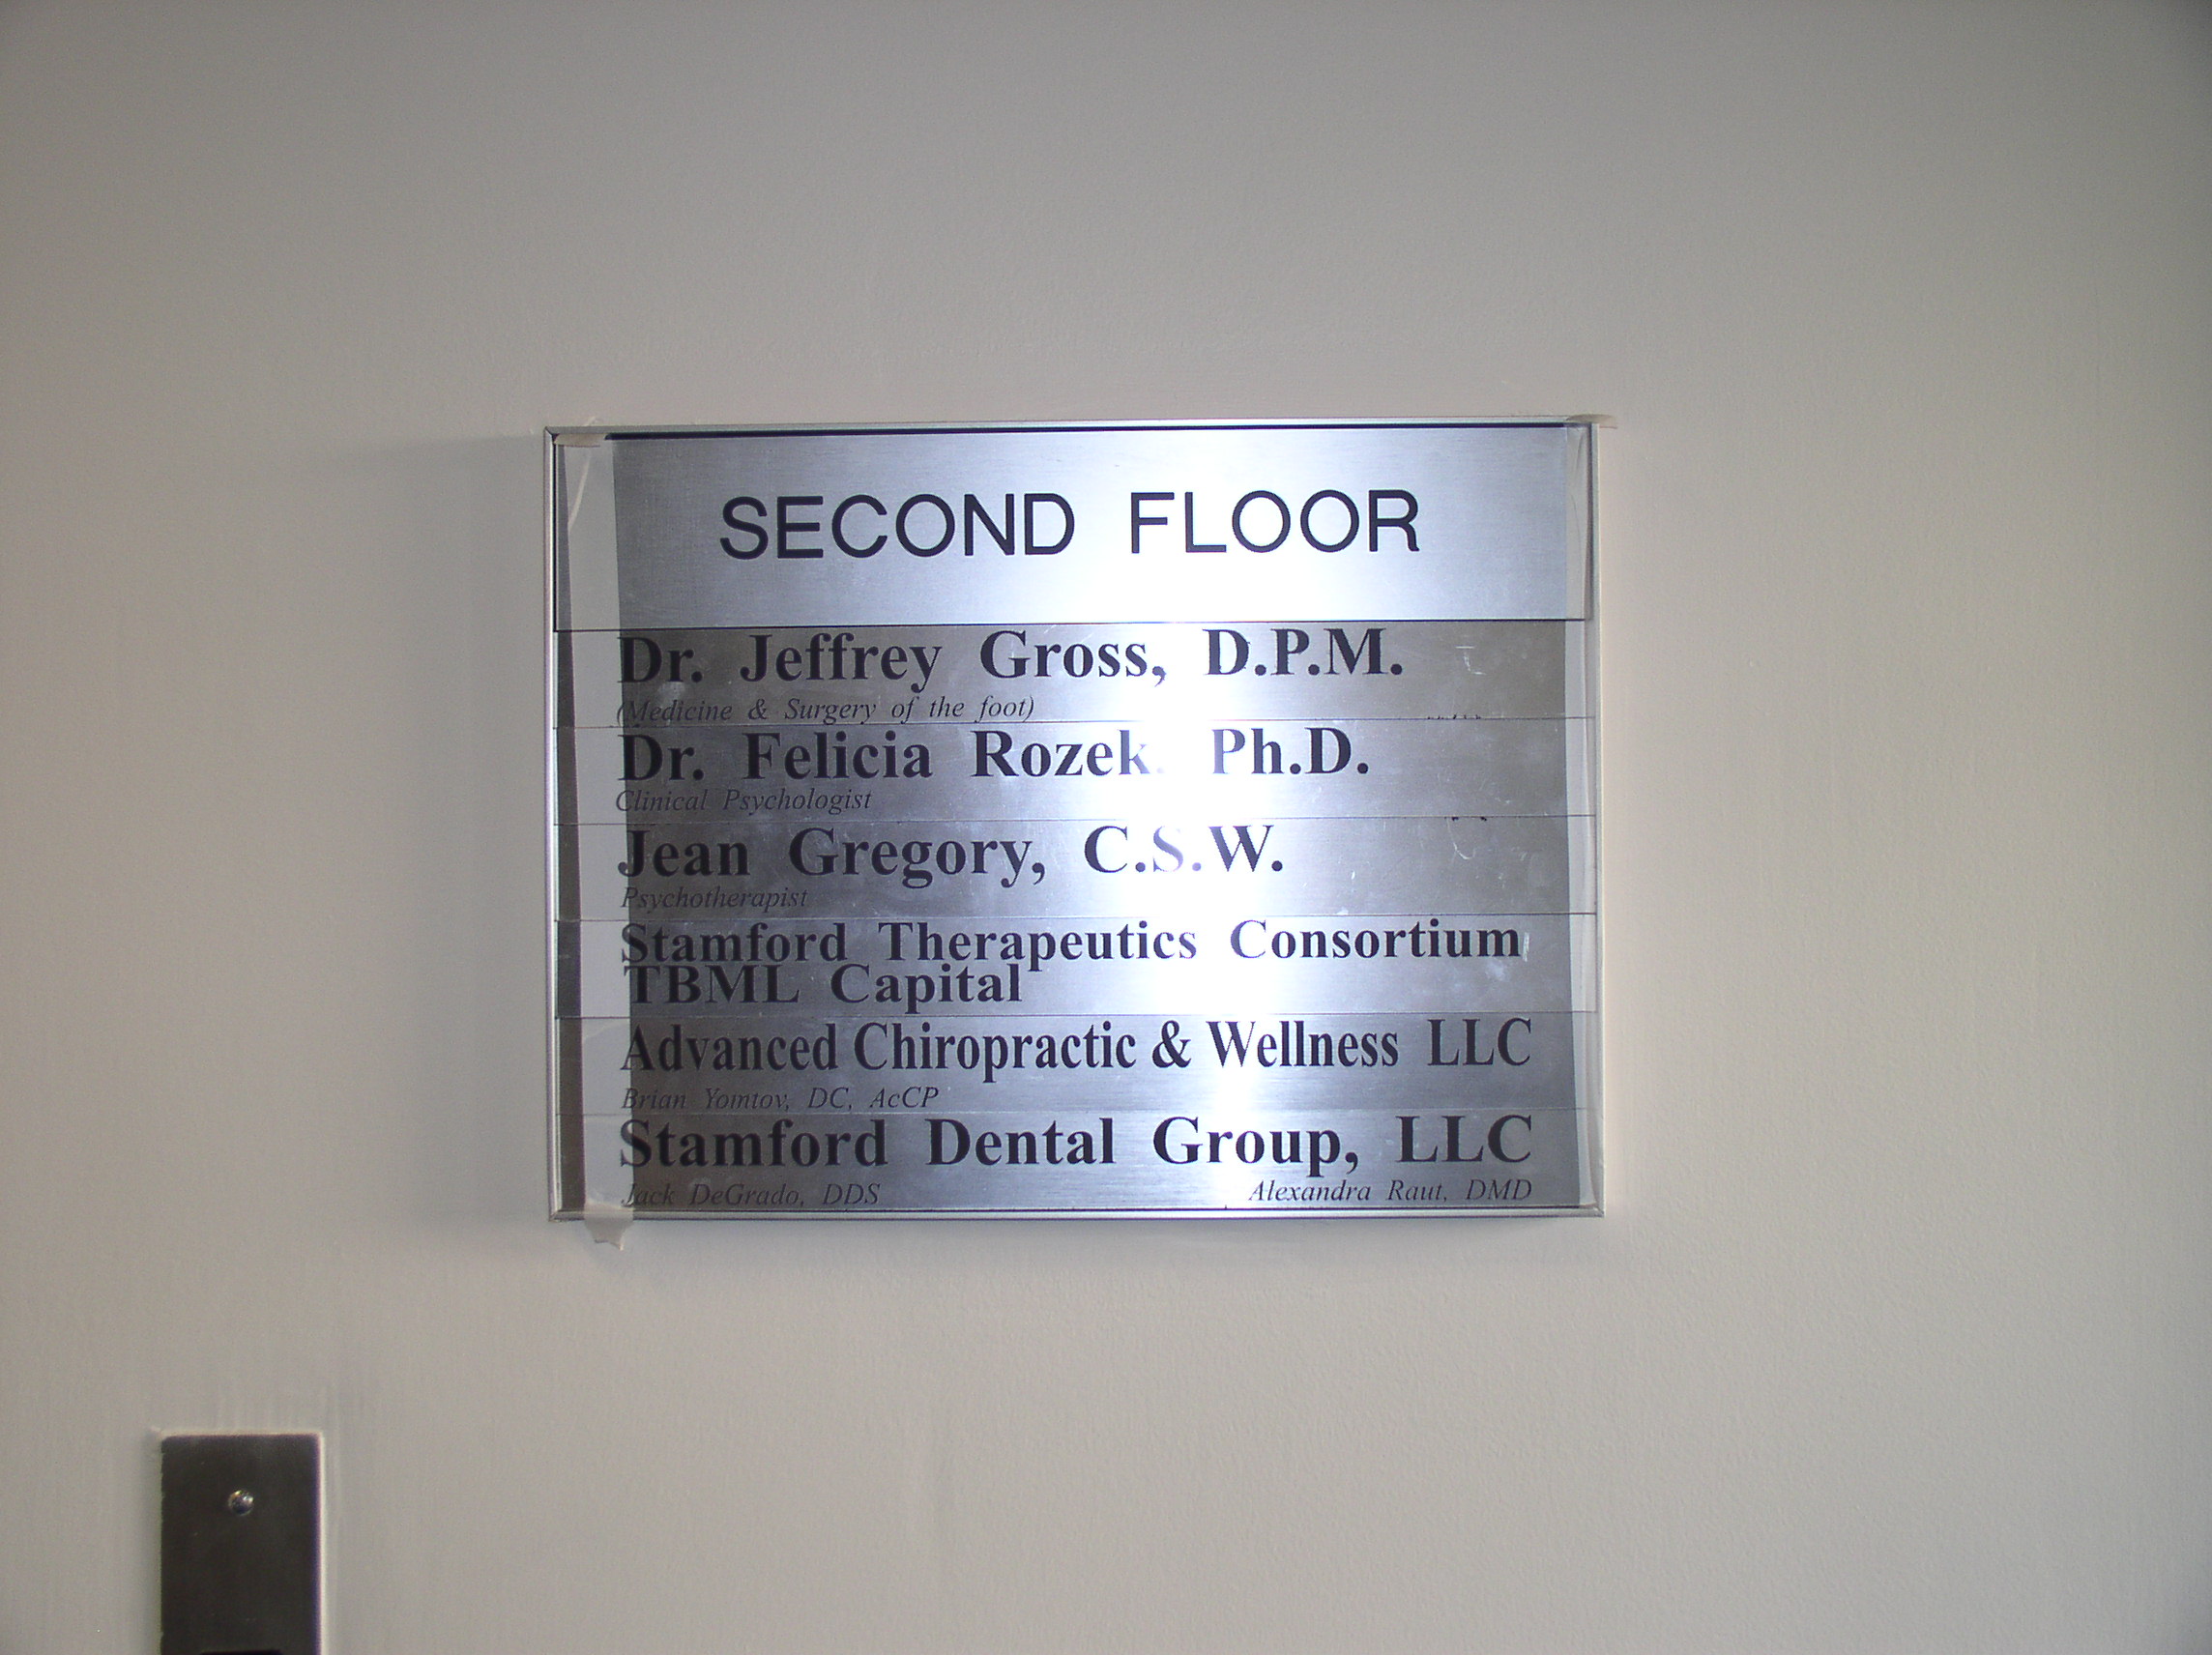 SECOND FLOOR
Dr. Jeffrey Gross, D.P.M.
(Medicine & Surgery of the foot)
Dr. Felicia Rozek, Ph.D.
Clinical Psychologist
Jean Gregory, C.S.W.
Psychotherapist
Stamford Therapeutics Consortium
TBML Capital
Advanced Chiropractic & Wellness LLC
Brian Yomtov, DC, AcCP
Stamford Dental Group, LLC
Jack DeGrado, DDS Alexandra Raut, DMD